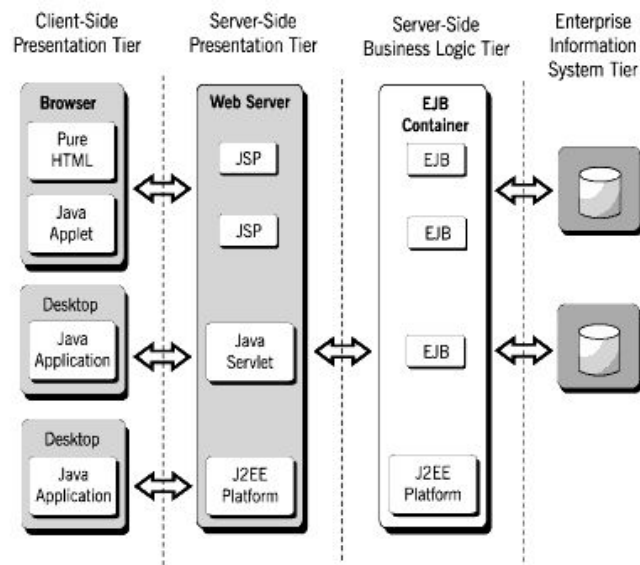 Client-Side
Presentation Tier
Server-Side
Presentation Tier
Server-Side
Business Logic Tier
Enterprise
Information
System Tier
Browser
Pure
HTML
Java
Applet
Desktop
Java
Application
Desktop
Java
Application
Web Server
JSP
JSP
Java
Servlet
J2EE
Platform
EJB
Container
EJB
EJB
EJB
J2EE
Platform